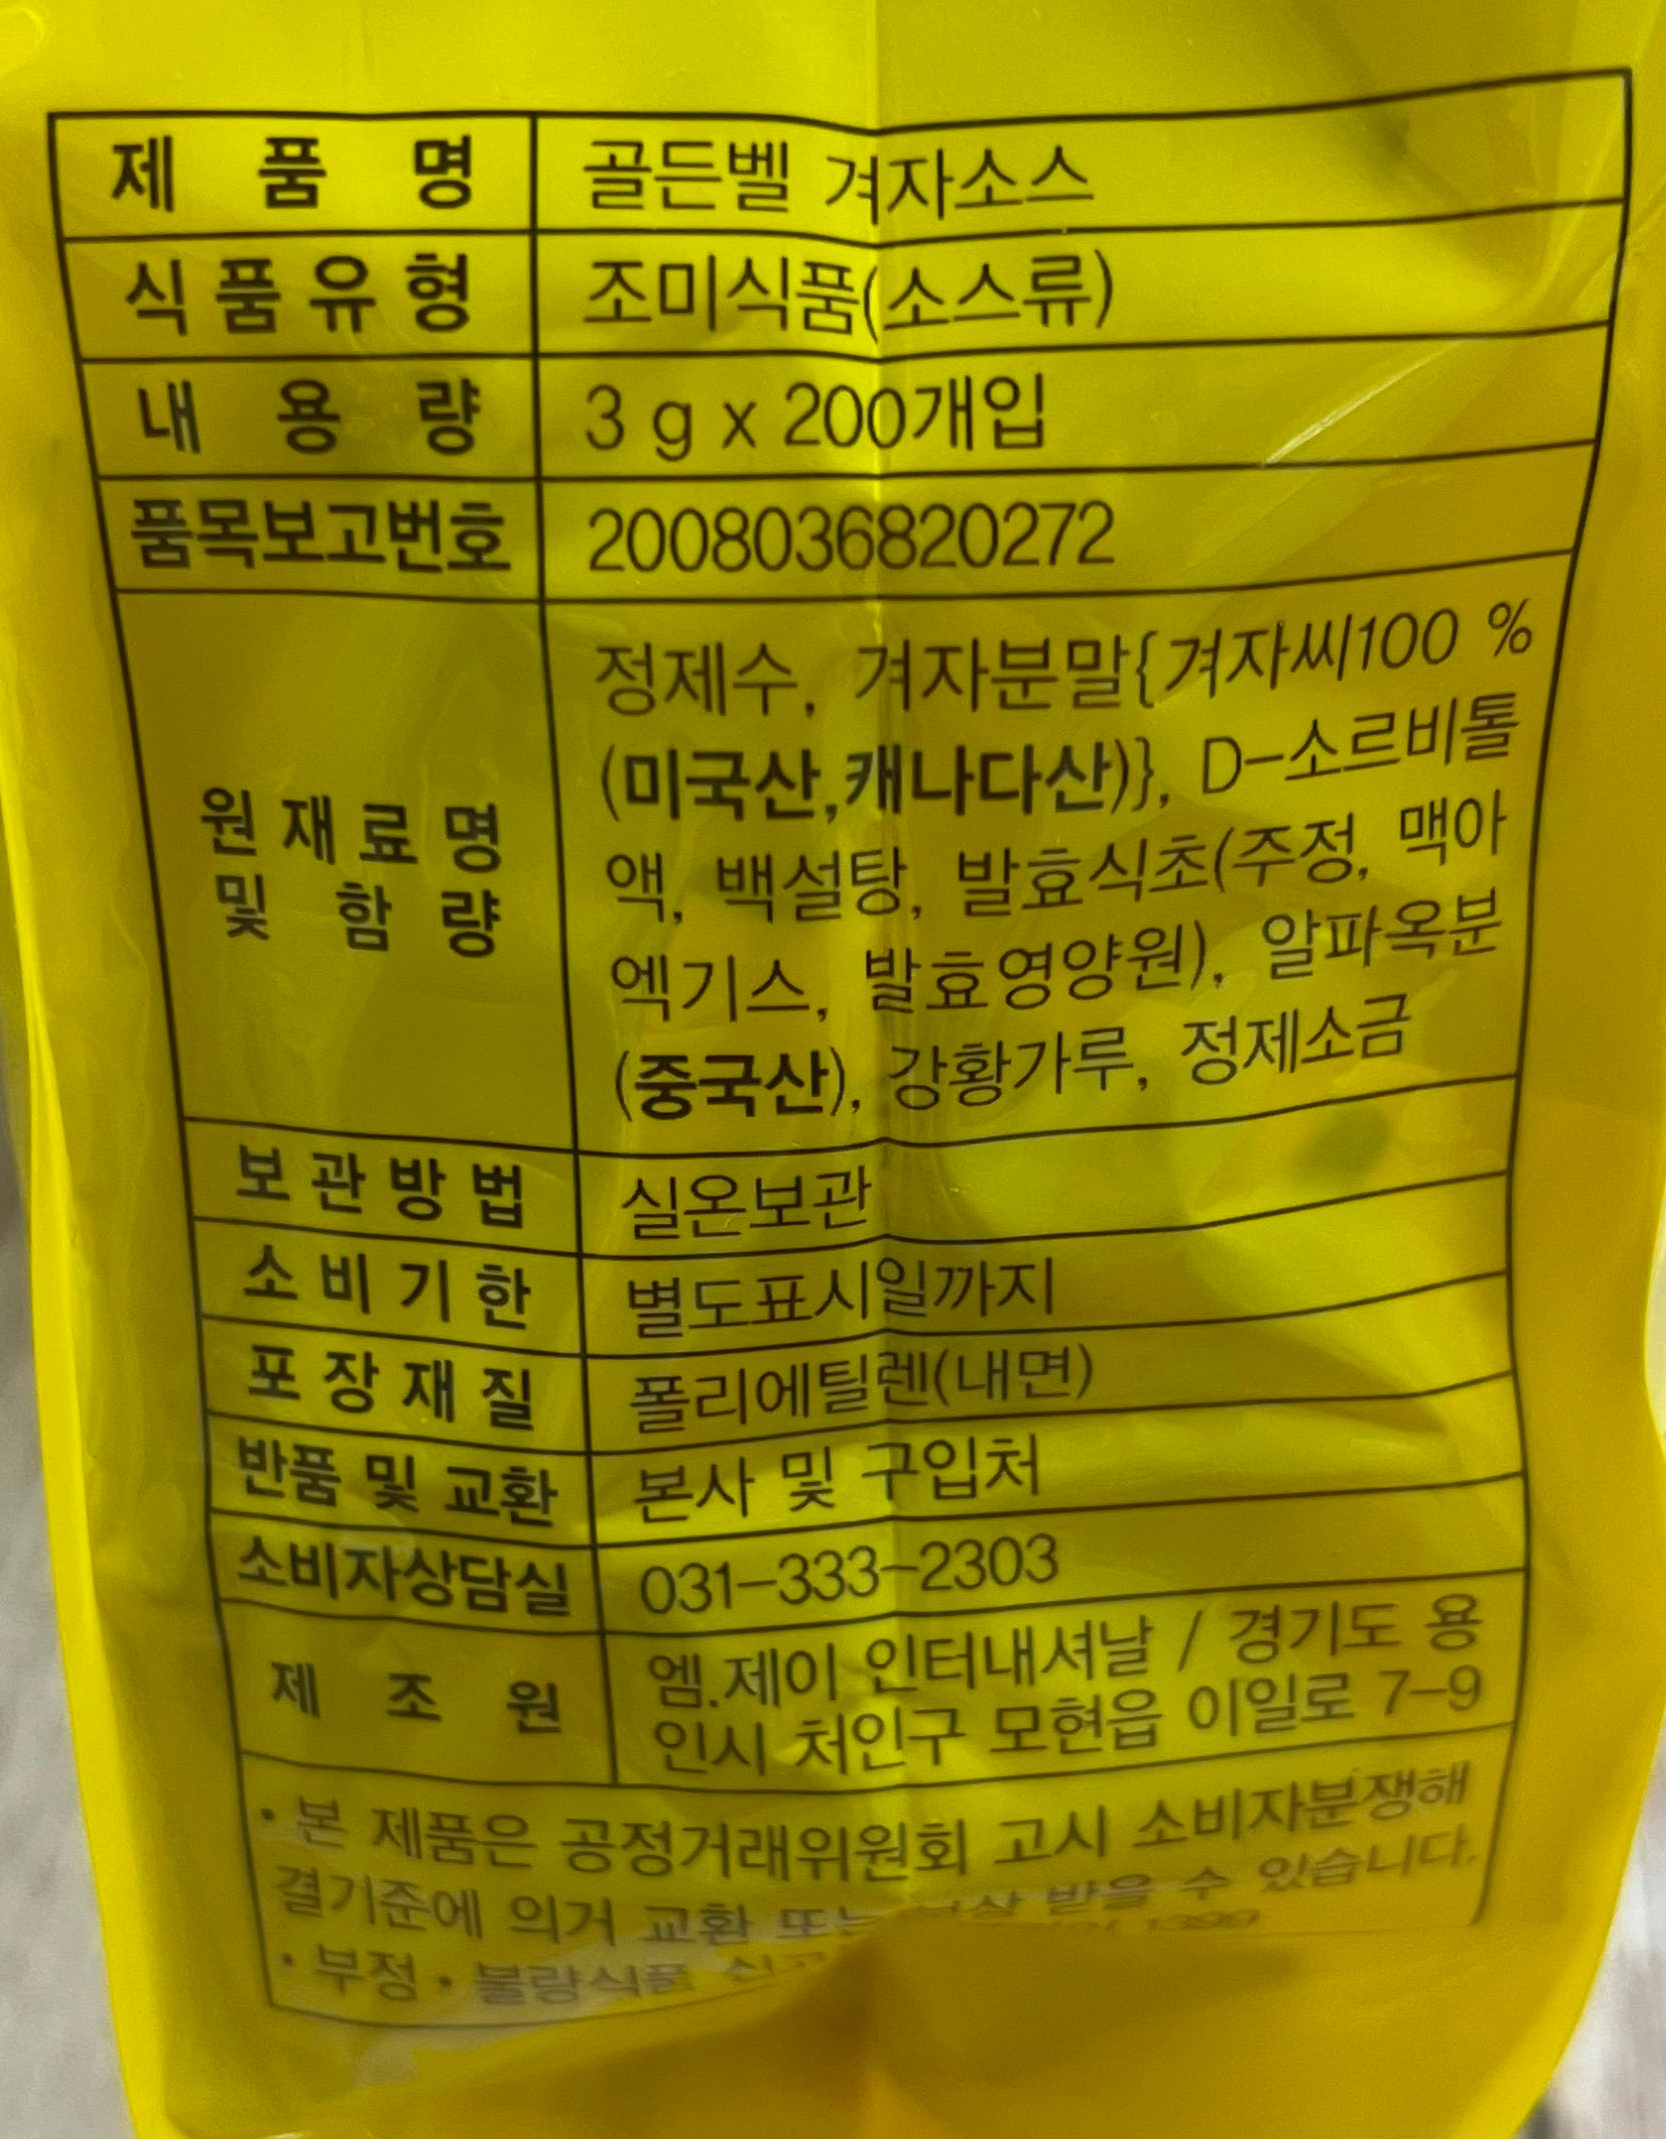 제 품 명 골든벨 겨자소스
식품유형 조미식품(소스류)
내 용 량 3 g x 200개입
품목보고번호 2008036820272
원재료명
및 함 량
정제수, 겨자분말{겨자씨100 %
(미국산,캐나다산)}, D-소르비톨
액, 백설탕, 발효식초(주정, 맥아
엑기스, 발효영양원), 알파옥분
(중국산), 강황가루, 정제소금
보관방법 실온보관
소비기한 별도표시일까지
포장재질 폴리에틸렌(내면)
반품 및 교환 본사 및 구입처
소비자상담실 031-333-2303
제 조 원
엠.제이 인터내셔날 / 경기도 용
인시 처인구 모현읍 이일로 7-9
• 본 제품은 공정거래위원회 고시 소비자분쟁해
결기준에 의거 교환 또는 받을 수 있습니다.
• 부정 • 불량식품 1399